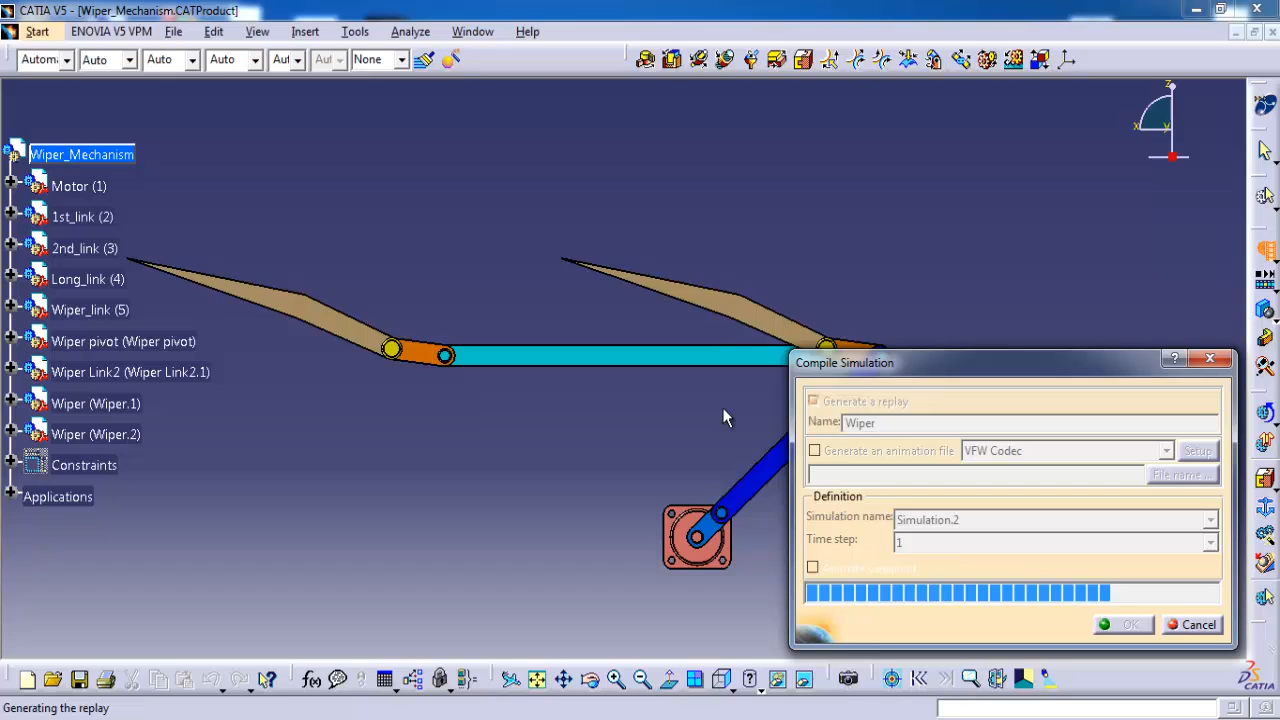 CATIA V5 - [Wiper_Mechanism.CATProduct]
Start ENOVIA V5 VPM File Edit View Insert Tools Analyze Window Help
Autom Auto Auto Auto Aut Aut None
z
x y
Wiper_Mechanism
Motor (1)
1st_link (2)
2nd_link (3)
Long_link (4)
Wiper_link (5)
Wiper pivot (Wiper pivot)
Wiper Link2 (Wiper Link2.1)
Wiper (Wiper.1)
Wiper (Wiper.2)
Constraints
Applications
Compile Simulation
Generate a replay
Name: Wiper
Generate an animation file VFW Codec Setup
File name ...
Definition
Simulation name: Simulation.2
Time step: 1
OK Cancel
f(x)
CATIA
Generating the replay